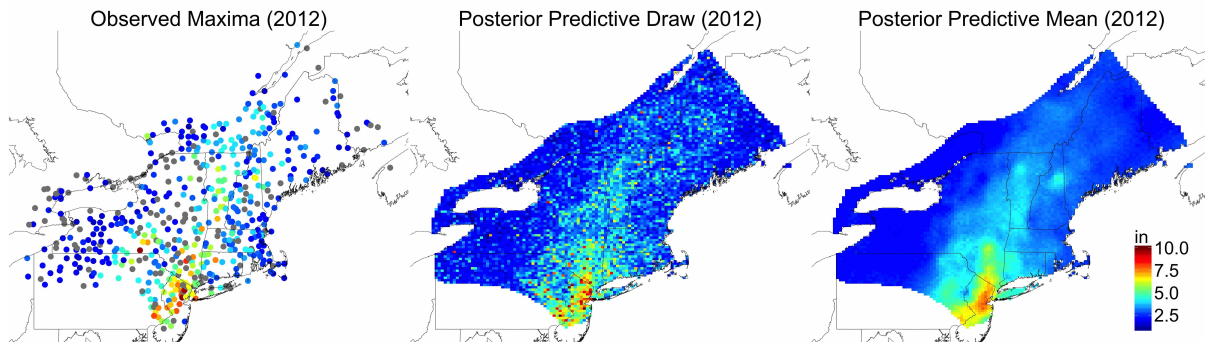 Observed Maxima (2012)
Posterior Predictive Draw (2012)
Posterior Predictive Mean (2012)
in
10.0
7.5
5.0
2.5